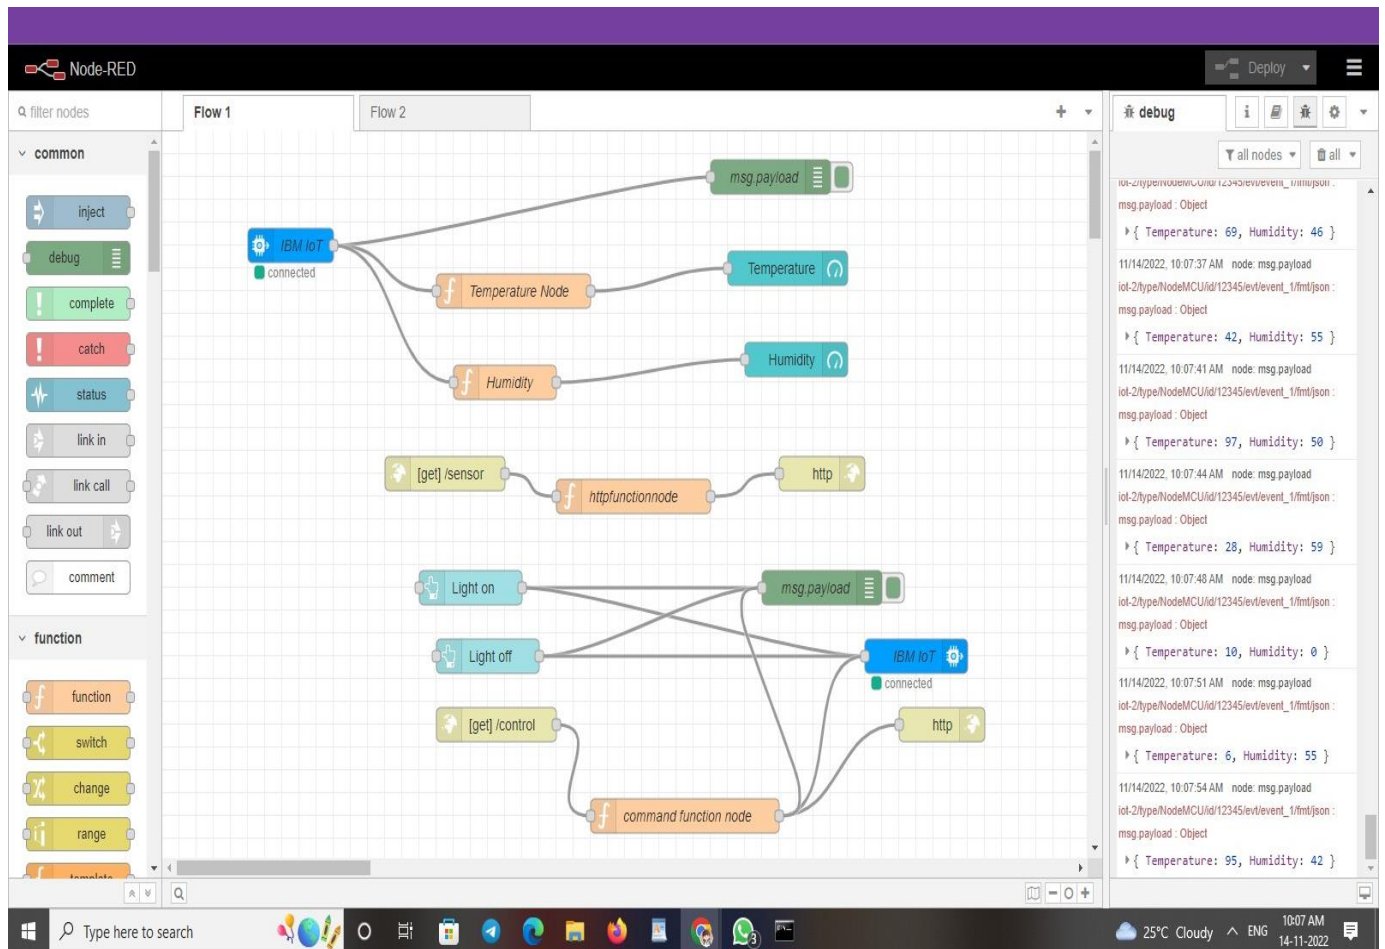 Node-RED
Deploy
filter nodes
Flow 1
Flow 2
debug
i
all nodes
all
common
inject
debug
complete
catch
status
link in
link call
link out
comment
function
function
switch
change
range
template
msg.payload
IBM IoT
connected
Temperature Node
Temperature
Humidity
Humidity
[get] /sensor
httpfunctionnode
http
Light on
msg.payload
Light off
IBM IoT
connected
[get] /control
http
command function node
iot-2/type/NodeMCU/id/12345/evt/event_1/fmt/json :
msg.payload : Object
{ Temperature: 69, Humidity: 46 }
11/14/2022, 10:07:37 AM node: msg.payload
iot-2/type/NodeMCU/id/12345/evt/event_1/fmt/json :
msg.payload : Object
{ Temperature: 42, Humidity: 55 }
11/14/2022, 10:07:41 AM node: msg.payload
iot-2/type/NodeMCU/id/12345/evt/event_1/fmt/json :
msg.payload : Object
{ Temperature: 97, Humidity: 50 }
11/14/2022, 10:07:44 AM node: msg.payload
iot-2/type/NodeMCU/id/12345/evt/event_1/fmt/json :
msg.payload : Object
{ Temperature: 28, Humidity: 59 }
11/14/2022, 10:07:48 AM node: msg.payload
iot-2/type/NodeMCU/id/12345/evt/event_1/fmt/json :
msg.payload : Object
{ Temperature: 10, Humidity: 0 }
11/14/2022, 10:07:51 AM node: msg.payload
iot-2/type/NodeMCU/id/12345/evt/event_1/fmt/json :
msg.payload : Object
{ Temperature: 6, Humidity: 55 }
11/14/2022, 10:07:54 AM node: msg.payload
iot-2/type/NodeMCU/id/12345/evt/event_1/fmt/json :
msg.payload : Object
{ Temperature: 95, Humidity: 42 }
Type here to search
3
25°C Cloudy
ENG
10:07 AM
14-11-2022